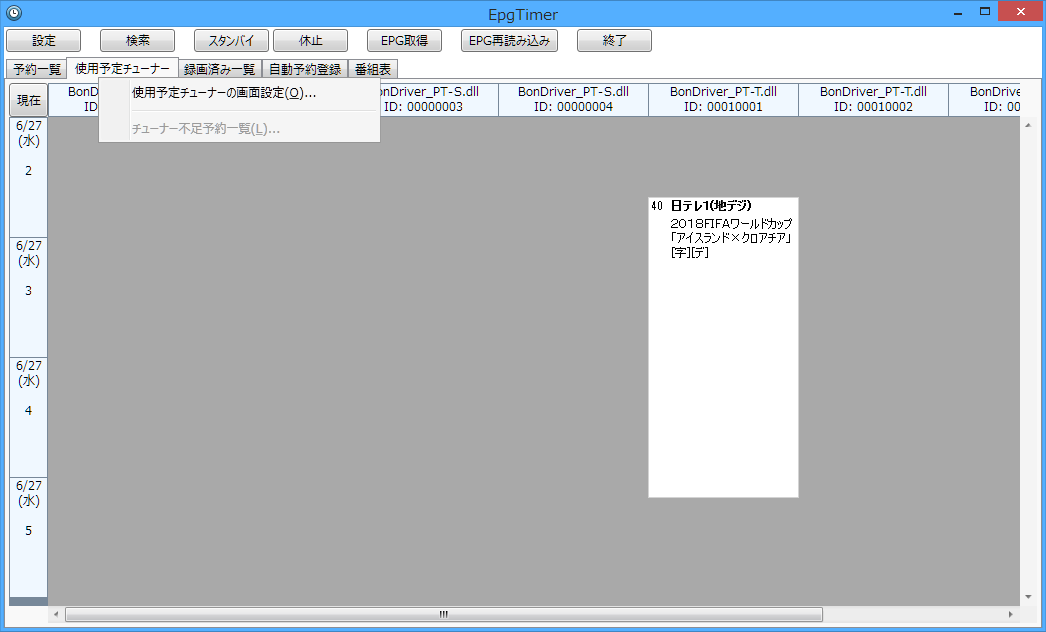 EpgTimer
設定
検索
スタンバイ
休止
EPG取得
EPG再読み込み
終了
予約一覧
使用予定チューナー
録画済み一覧
自動予約登録
番組表
現在
使用予定チューナーの画面設定(O)...
チューナー不足予約一覧(L)...
BonD
ID:
onDriver_PT-S.dll
ID: 00000003
BonDriver_PT-S.dll
ID: 00000004
BonDriver_PT-T.dll
ID: 00010001
BonDriver_PT-T.dll
ID: 00010002
BonDrive
ID: 00
6/27
(水)
2
6/27
(水)
3
6/27
(水)
4
6/27
(水)
5
40 日テレ1(地デジ)
2018FIFAワールドカップ
「アイスランド×クロアチア」
[字][デ]